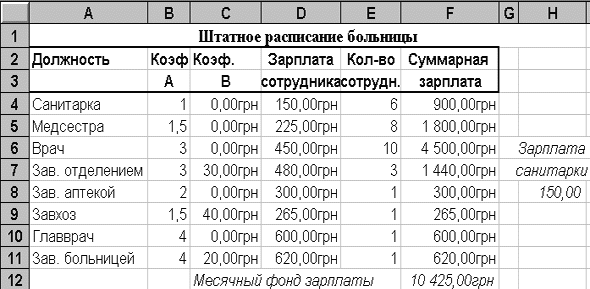 A B C D E F G H
1 Штатное расписание больницы
2 Должность Коэф Коэф. Зарплата Кол-во Суммарная
3 A B сотрудника сотрудн. зарплата
4 Санитарка 1 0,00грн 150,00грн 6 900,00грн
5 Медсестра 1,5 0,00грн 225,00грн 8 1 800,00грн
6 Врач 3 0,00грн 450,00грн 10 4 500,00грн Зарплата
7 Зав. отделением 3 30,00грн 480,00грн 3 1 440,00грн санитарки
8 Зав. аптекой 2 0,00грн 300,00грн 1 300,00грн 150,00
9 Завхоз 1,5 40,00грн 265,00грн 1 265,00грн
10 Главврач 4 0,00грн 600,00грн 1 600,00грн
11 Зав. больницей 4 20,00грн 620,00грн 1 620,00грн
12 Месячный фонд зарплаты 10 425,00грн